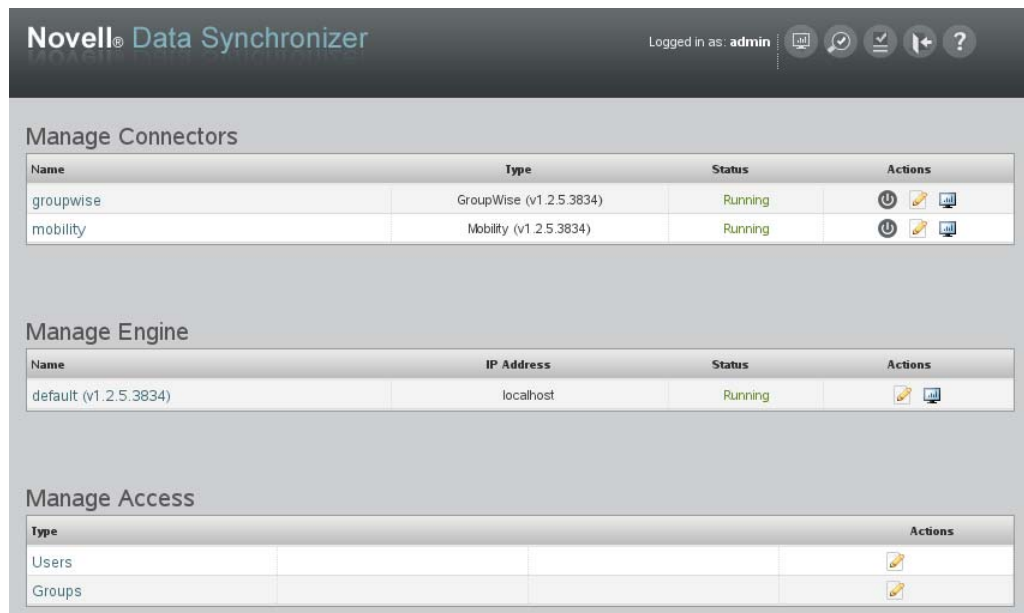 Novell® Data Synchronizer
Logged in as: admin
?
Manage Connectors
Name Type Status Actions
groupwise GroupWise (v1.2.5.3834) Running
mobility Mobility (v1.2.5.3834) Running
Manage Engine
Name IP Address Status Actions
default (v1.2.5.3834) localhost Running
Manage Access
Type Actions
Users
Groups